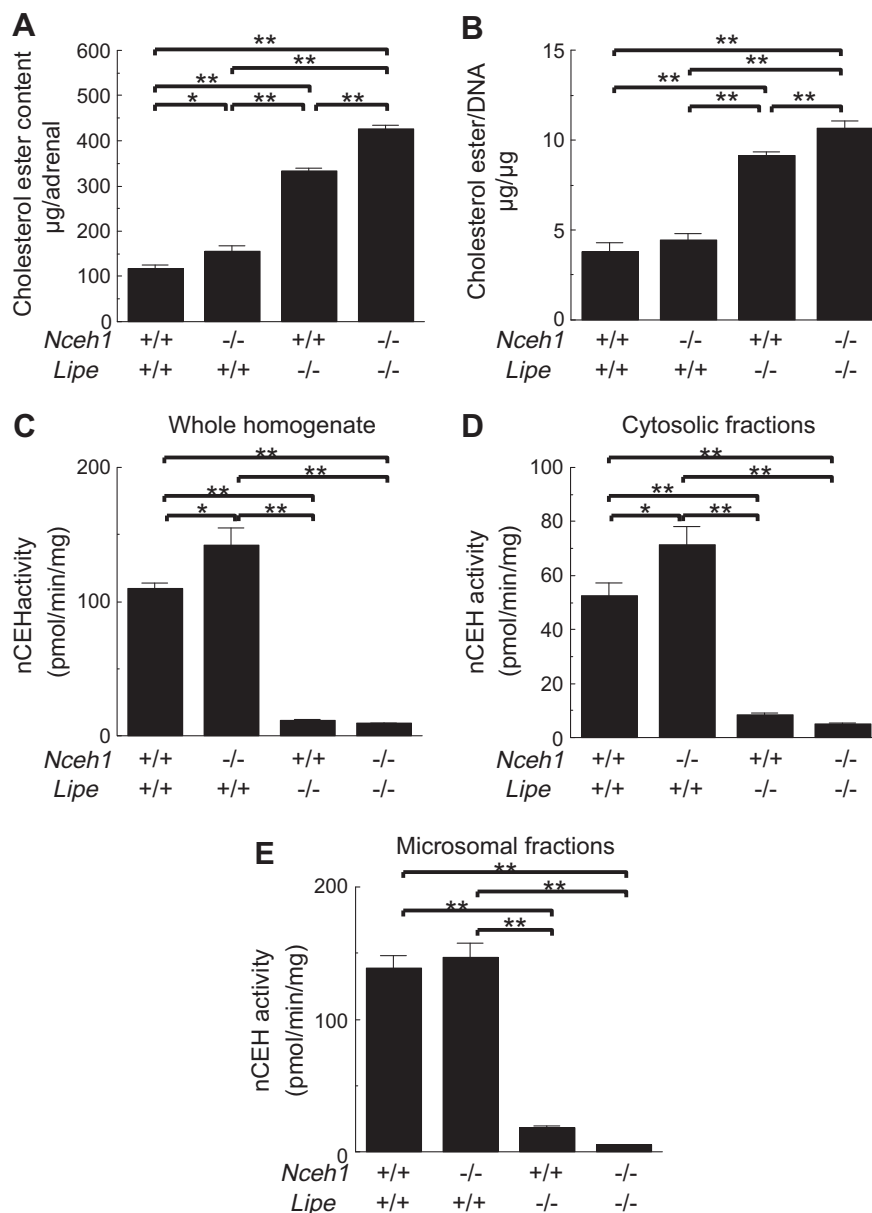 A
Cholesterol ester content
µg/adrenal
600
500
400
300
200
100
0
**
**
**
*
**
**
Nceh1 +/+ -/- +/+ -/-
Lipe +/+ +/+ -/- -/-
B
Cholesterol ester/DNA
µg/µg
15
10
5
0
**
**
**
**
**
+/+ -/- +/+ -/-
Nceh1
Lipe +/+ +/+ -/- -/-
C
Whole homogenate
nCEHactivity
(pmol/min/mg)
200
100
0
**
**
**
*
**
Nceh1 +/+ -/- +/+ -/-
Lipe +/+ +/+ -/- -/-
D
Cytosolic fractions
nCEH activity
(pmol/min/mg)
100
80
60
40
20
0
**
**
**
*
**
Nceh1 +/+ -/- +/+ -/-
Lipe +/+ +/+ -/- -/-
E
Microsomal fractions
nCEH activity
(pmol/min/mg)
200
100
0
**
**
**
**
Nceh1 +/+ -/- +/+ -/-
Lipe +/+ +/+ -/- -/-